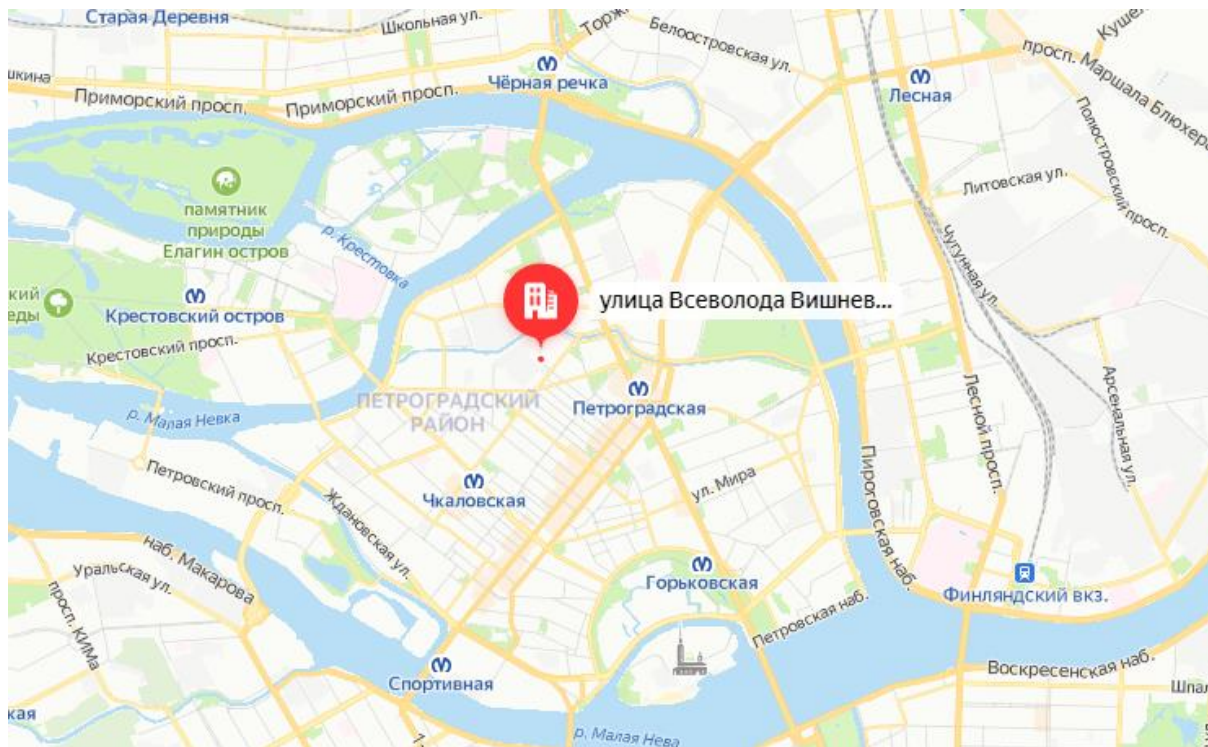 Старая Деревня
Школьная ул.
Белоостровская ул.
Чёрная речка
Лесная
просп. Маршала Блюхера
Приморский просп.
Приморский просп.
Полюстровский просп.
Литовская ул.
памятник
природы
Елагин остров
р. Крестовка
Чугунная ул.
Крестовский остров
улица Всеволода Вишнев...
Крестовский просп.
Петроградская
ПЕТРОГРАДСКИЙ
РАЙОН
р. Малая Невка
Лесной просп.
Арсенальная ул.
Петровский просп.
Чкаловская
ул. Мира
Пироговская наб.
Ждановская ул.
наб. Макарова
Уральская ул.
просп. КИМа
Горьковская
Финляндский вкз.
Петровская наб.
Спортивная
Воскресенская наб.
р. Малая Нева